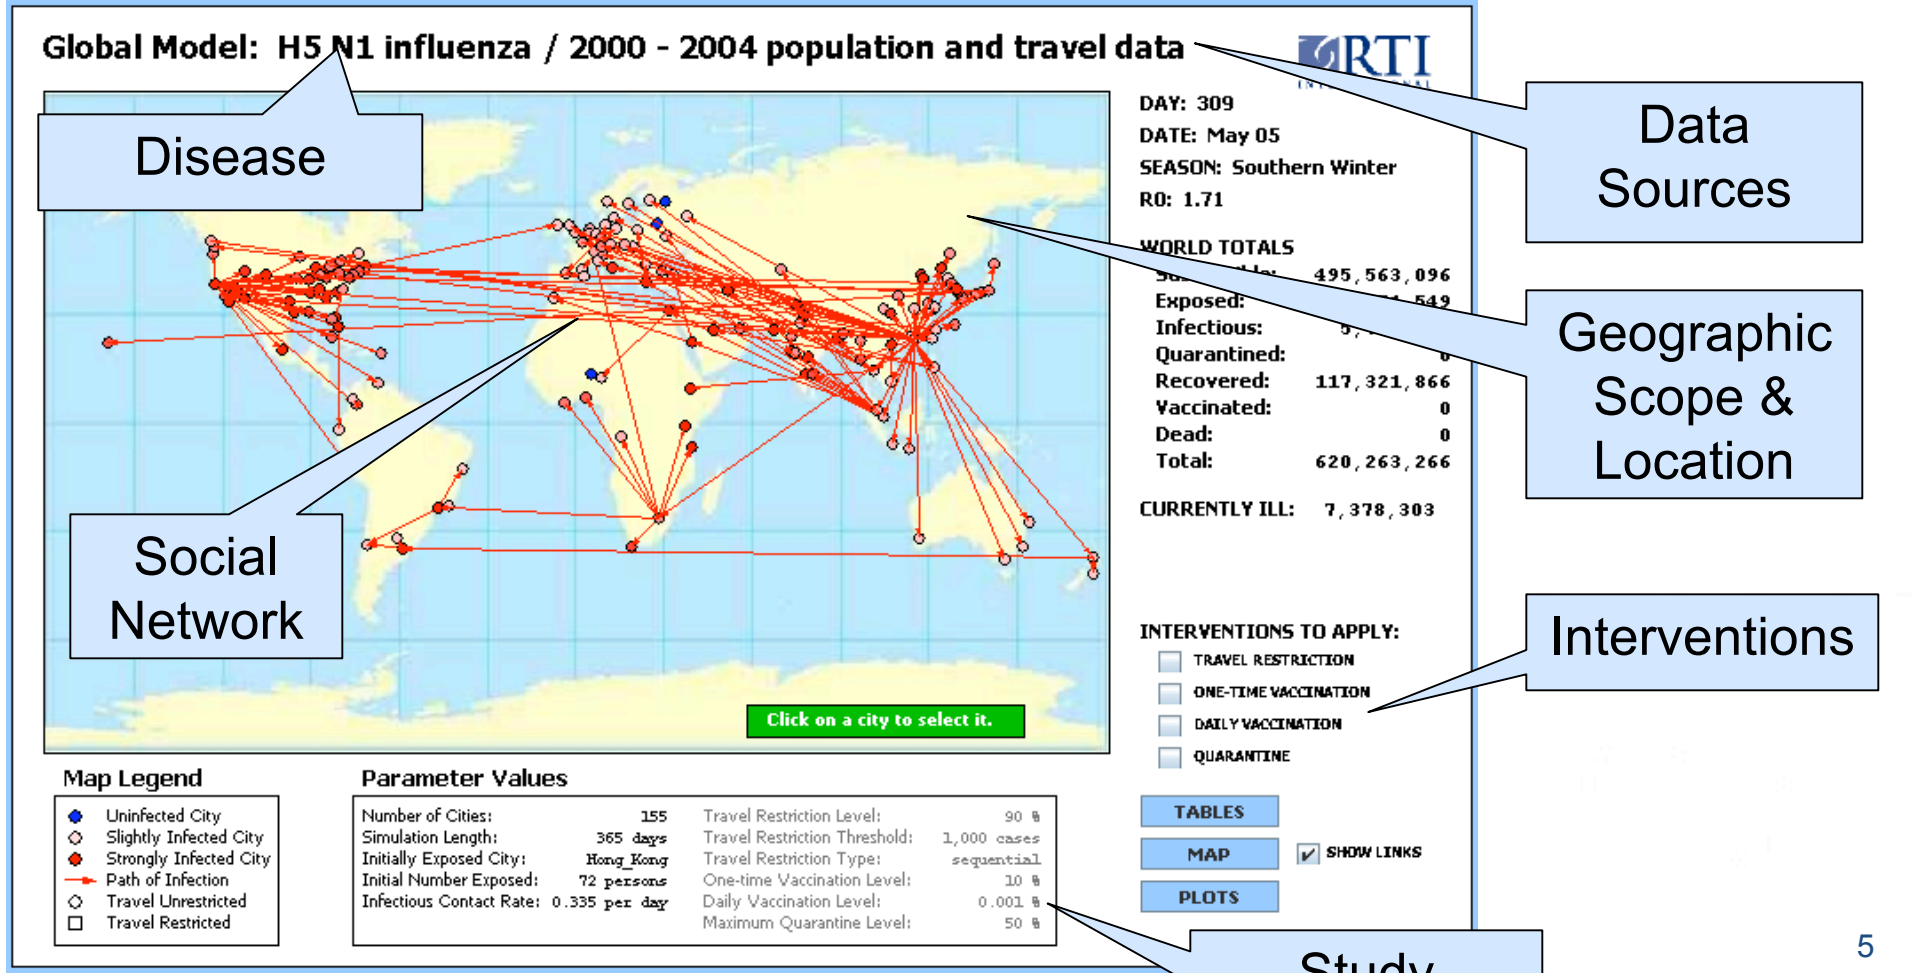 Global Model: H5 N1 influenza / 2000 - 2004 population and travel data
RTI
Disease
Data
Sources
DAY: 309
DATE: May 05
SEASON: Southern Winter
R0: 1.71
WORLD TOTALS
495,563,096
Exposed: 549
Infectious: 5,
Quarantined: 0
Recovered: 117,321,866
Vaccinated: 0
Dead: 0
Total: 620,263,266
CURRENTLY ILL: 7,378,303
Geographic
Scope &
Location
Social
Network
INTERVENTIONS TO APPLY:
TRAVEL RESTRICTION
ONE-TIME VACCINATION
DAILY VACCINATION
QUARANTINE
Interventions
Click on a city to select it.
Map Legend
Uninfected City
Slightly Infected City
Strongly Infected City
Path of Infection
Travel Unrestricted
Travel Restricted
Parameter Values
Number of Cities: 155
Simulation Length: 365 days
Initially Exposed City: Hong_Kong
Initial Number Exposed: 72 persons
Infectious Contact Rate: 0.335 per day
Travel Restriction Level: 90 %
Travel Restriction Threshold: 1,000 cases
Travel Restriction Type: sequential
One-time Vaccination Level: 10 %
Daily Vaccination Level: 0.001 %
Maximum Quarantine Level: 50 %
TABLES
MAP
SHOW LINKS
PLOTS
Study
5